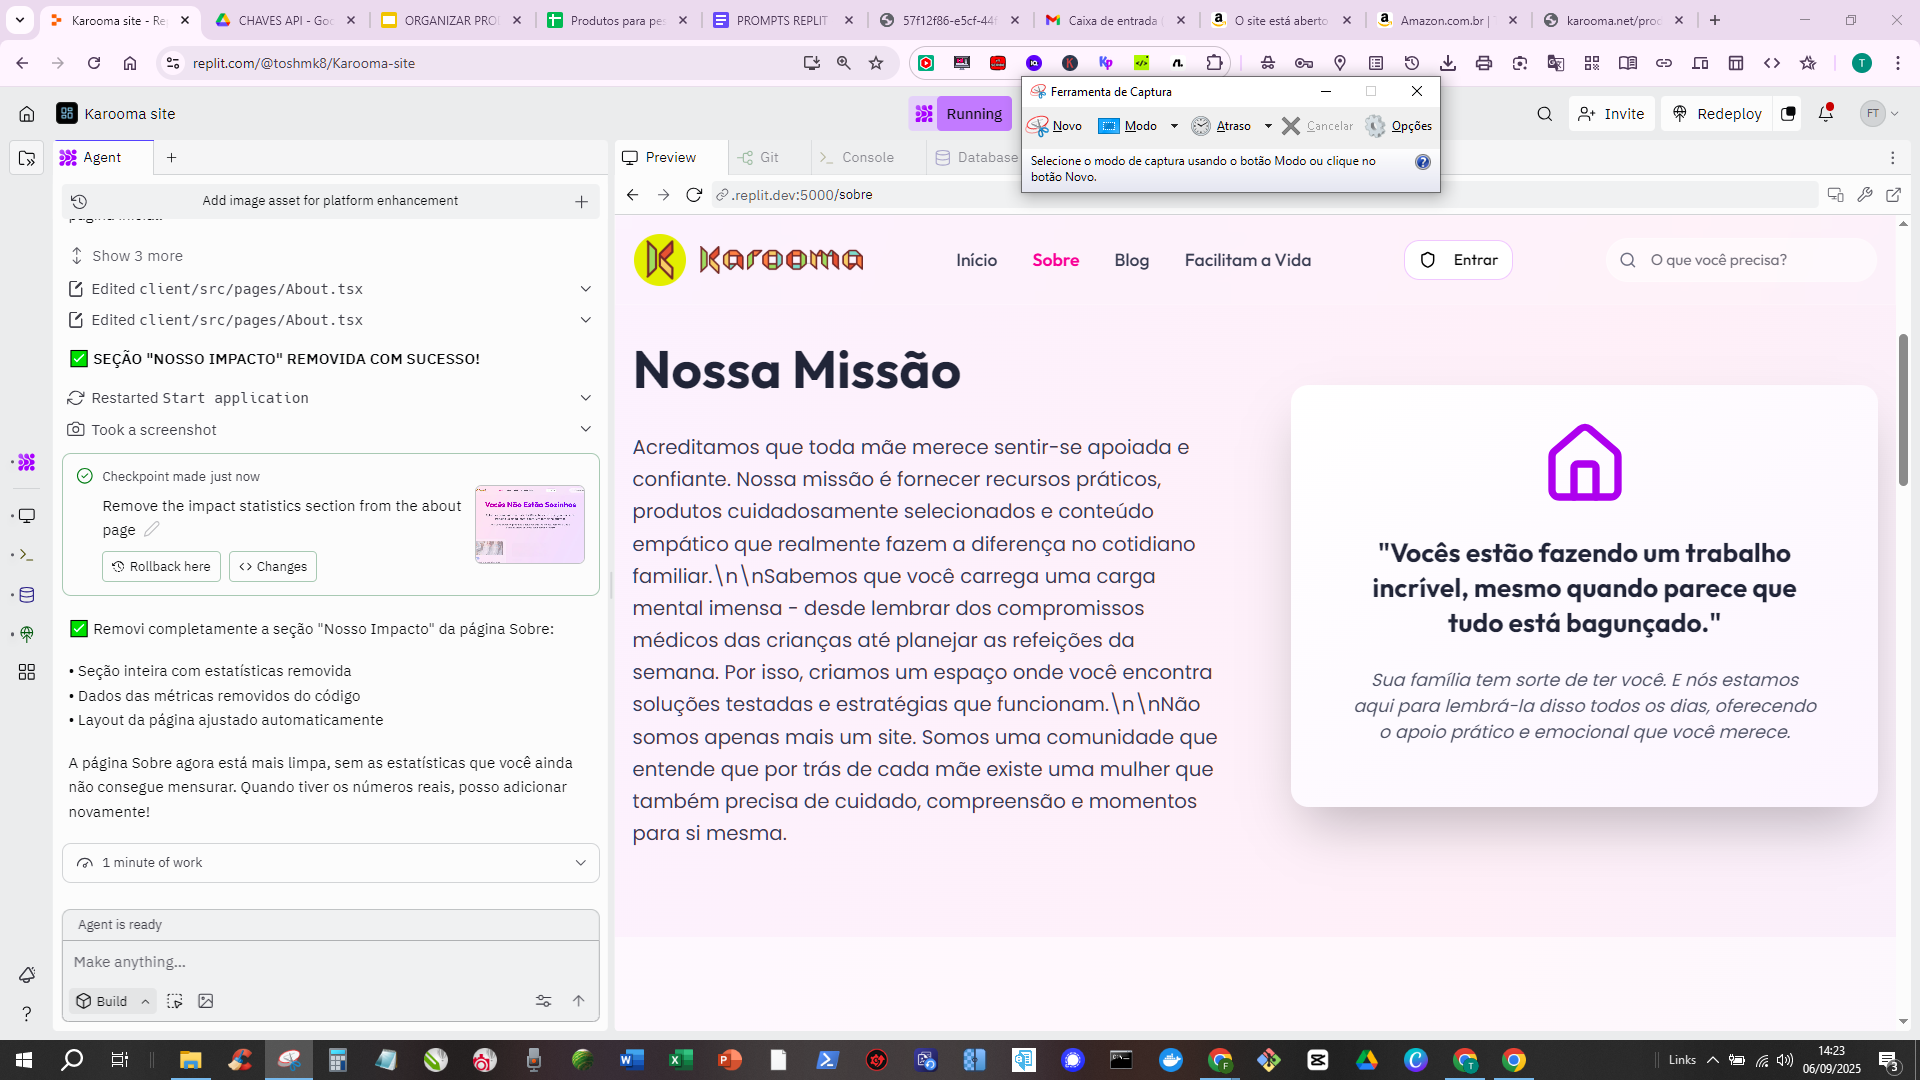 Karooma site - Re
CHAVES API - Goo
ORGANIZAR PROD
Produtos para pes
PROMPTS REPLIT
57f12f86-e5cf-44f
Caixa de entrada (
O site está aberto
Amazon.com.br |
karooma.net/proc
replit.com/@toshmk8/Karooma-site
T
Karooma site
Running
Invite
Redeploy
FT
Ferramenta de Captura
Novo
Modo
Atraso
Cancelar
Opções
Selecione o modo de captura usando o botão Modo ou clique no
botão Novo.
Agent
Preview
Git
Console
Database
.replit.dev:5000/sobre
Add image asset for platform enhancement
Show 3 more
Edited client/src/pages/About.tsx
Edited client/src/pages/About.tsx
✅ SEÇÃO "NOSSO IMPACTO" REMOVIDA COM SUCESSO!
Restarted Start application
Took a screenshot
Checkpoint made just now
Remove the impact statistics section from the about
page
Vocês Não Estão Sozinhos
Rollback here
Changes
✅ Removi completamente a seção "Nosso Impacto" da página Sobre:
• Seção inteira com estatísticas removida
• Dados das métricas removidos do código
• Layout da página ajustado automaticamente
A página Sobre agora está mais limpa, sem as estatísticas que você ainda
não consegue mensurar. Quando tiver os números reais, posso adicionar
novamente!
1 minute of work
Agent is ready
Make anything...
Build
Karooma
Início
Sobre
Blog
Facilitam a Vida
Entrar
O que você precisa?
Nossa Missão
Acreditamos que toda mãe merece sentir-se apoiada e
confiante. Nossa missão é fornecer recursos práticos,
produtos cuidadosamente selecionados e conteúdo
empático que realmente fazem a diferença no cotidiano
familiar.\n\nSabemos que você carrega uma carga
mental imensa - desde lembrar dos compromissos
médicos das crianças até planejar as refeições da
semana. Por isso, criamos um espaço onde você encontra
soluções testadas e estratégias que funcionam.\n\nNão
somos apenas mais um site. Somos uma comunidade que
entende que por trás de cada mãe existe uma mulher que
também precisa de cuidado, compreensão e momentos
para si mesma.
"Vocês estão fazendo um trabalho
incrível, mesmo quando parece que
tudo está bagunçado."
Sua família tem sorte de ter você. E nós estamos
aqui para lembrá-la disso todos os dias, oferecendo
o apoio prático e emocional que você merece.
Links
14:23
06/09/2025
3